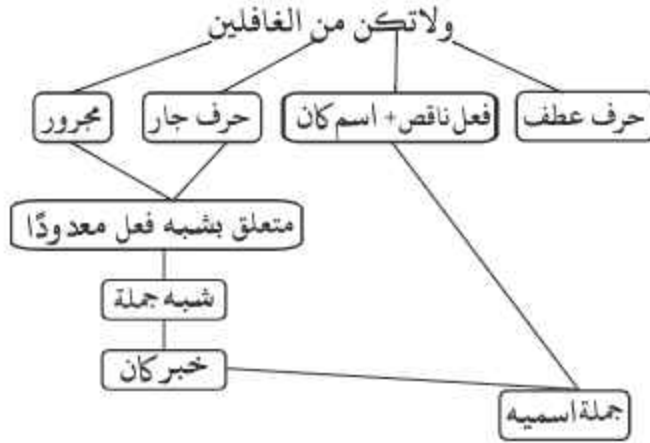 ولاتكن من الغافلين
حرف عطف
فعل ناقص + اسم كان
حرف جار
مجرور
متعلق بشبه فعل معدودًا
شبه جملة
خبر كان
جملة اسميه